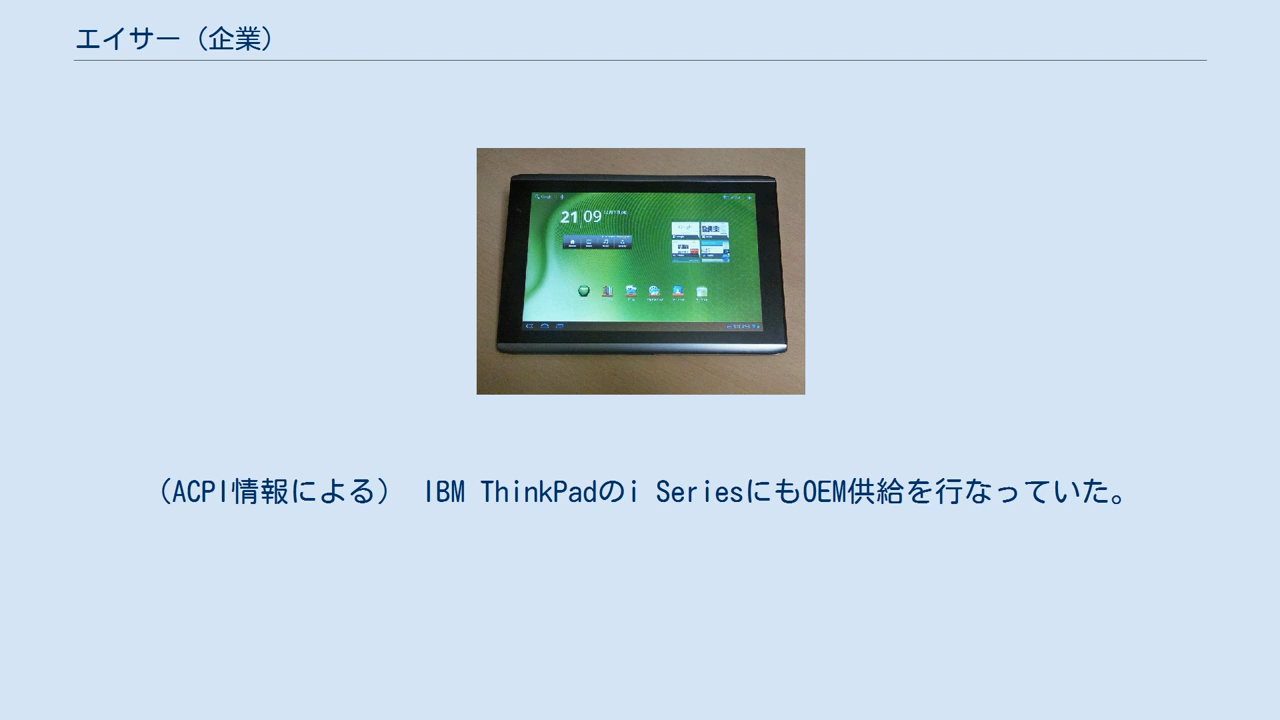 エイサー（企業）
21 09
（ACPI情報による） IBM ThinkPadのi SeriesにもOEM供給を行なっていた。